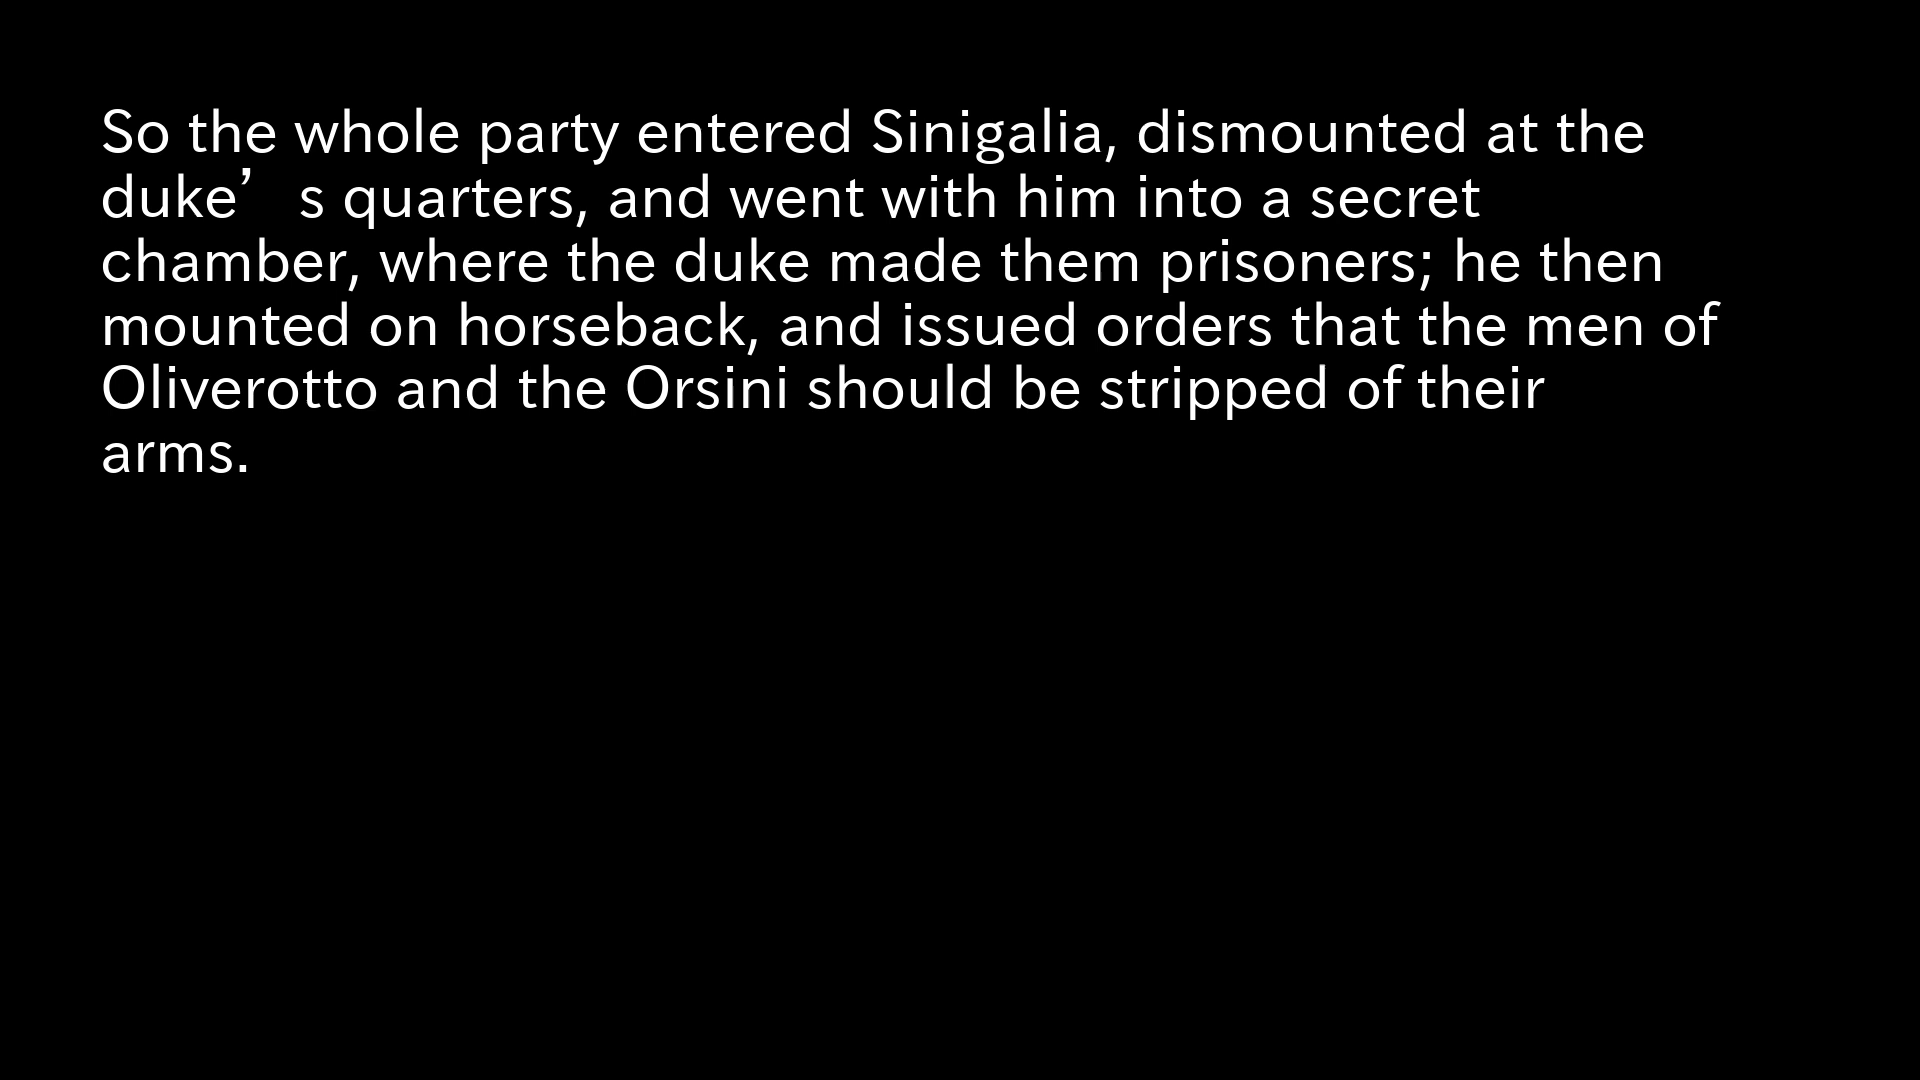 So the whole party entered Sinigalia, dismounted at the
duke’s quarters, and went with him into a secret
chamber, where the duke made them prisoners; he then
mounted on horseback, and issued orders that the men of
Oliverotto and the Orsini should be stripped of their
arms.